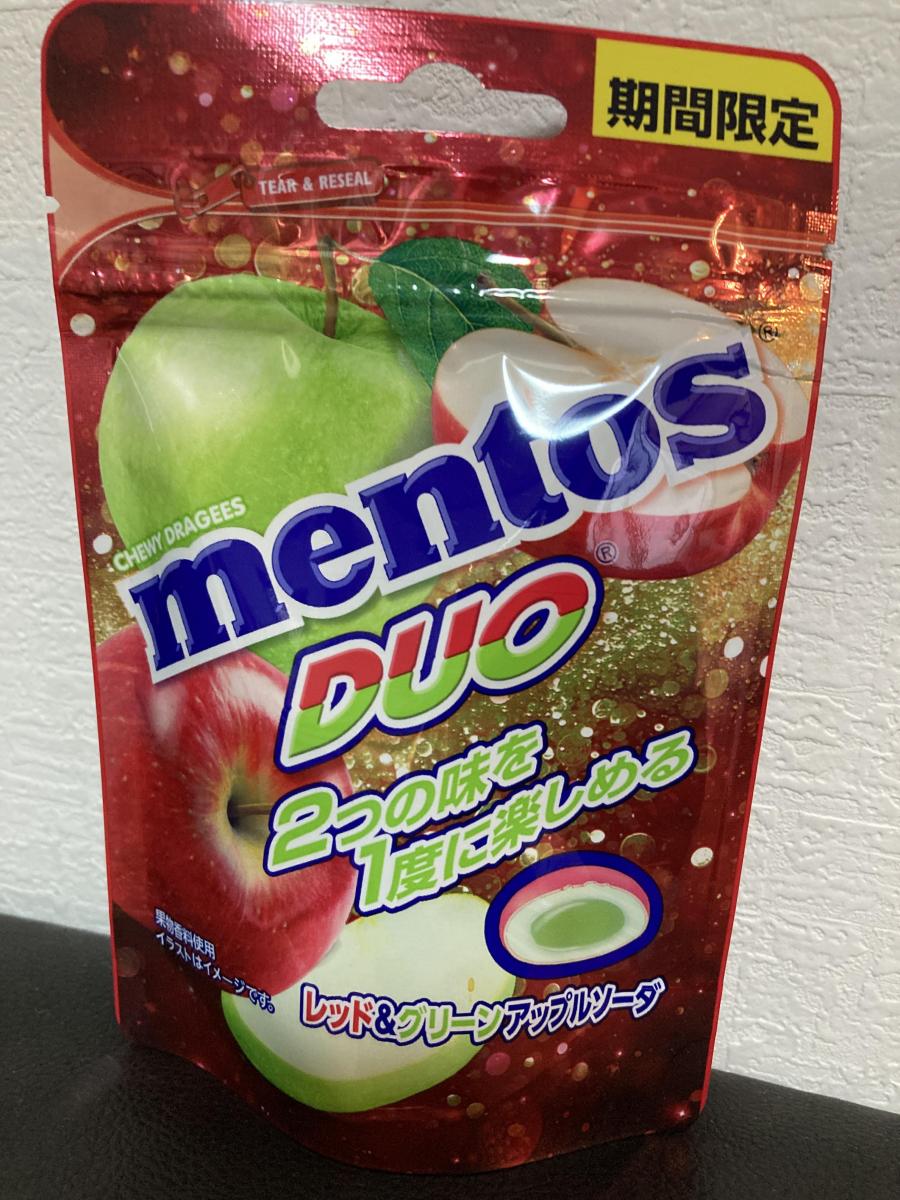 期間限定
TEAR & RESEAL
CHEWY DRAGEES
mentos®
®
DUO
2つの味を
1度に楽しめる
果物香料使用
イラストはイメージです。
レッド&グリーンアップルソーダ